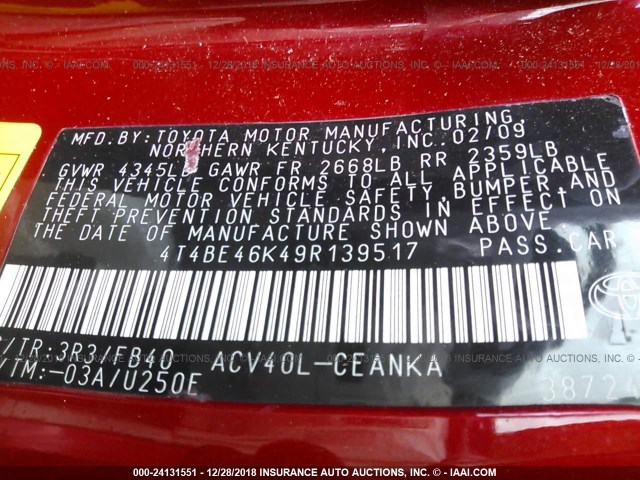 MFD. BY: TOYOTA MOTOR MANUFACTURING,
NORTHERN KENTUCKY, INC. 02/09
GVWR 4345LB GAWR FR 2668LB RR 2359LB
THIS VEHICLE CONFORMS TO ALL APPLICABLE
FEDERAL MOTOR VEHICLE SAFETY, BUMPER AND
THEFT PREVENTION STANDARDS IN EFFECT ON
THE DATE OF MANUFACTURE SHOWN ABOVE.
4T4BE46K49R139517 PASS. CAR
C/TR: 3R3/FB40 ACV40L-CEANKA
/TM:-03A/U250E 3872
000-24131551 - 12/28/2018 INSURANCE AUTO AUCTIONS, INC. © - IAAI.COM